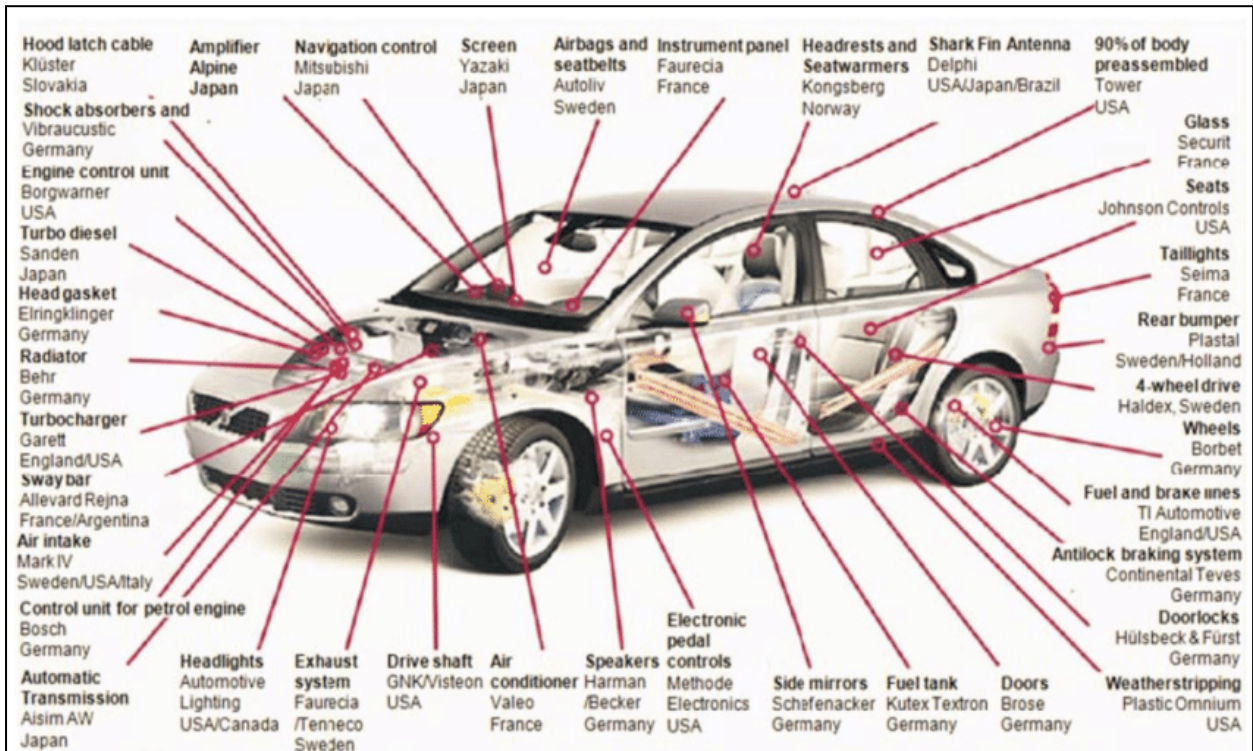 Hood latch cable
Klüster
Slovakia
Amplifier
Alpine
Japan
Navigation control
Mitsubishi
Japan
Screen
Yazaki
Japan
Airbags and
seatbelts
Autoliv
Sweden
Instrument panel
Faurecia
France
Headrests and
Seatwarmers
Kongsberg
Norway
Shark Fin Antenna
Delphi
USA/Japan/Brazil
90% of body
preassembled
Tower
USA
Shock absorbers and
Vibraucustic
Germany
Engine control unit
Borgwarner
USA
Turbo diesel
Sanden
Japan
Head gasket
Elringklinger
Germany
Radiator
Behr
Germany
Turbocharger
Garett
England/USA
Sway bar
Allevard Rejna
France/Argentina
Air intake
Mark IV
Sweden/USA/Italy
Control unit for petrol engine
Bosch
Germany
Automatic
Transmission
Aisim AW
Japan
Glass
Securit
France
Seats
Johnson Controls
USA
Taillights
Seima
France
Rear bumper
Plastal
Sweden/Holland
4-wheel drive
Haldex, Sweden
Wheels
Borbet
Germany
Fuel and brake lines
TI Automotive
England/USA
Antilock braking system
Continental Teves
Germany
Doorlocks
Hülsbeck & Fürst
Germany
Weatherstripping
Plastic Omnium
USA
Headlights
Automotive
Lighting
USA/Canada
Exhaust
system
Faurecia
/Tenneco
Sweden
Drive shaft
GNK/Visteon
USA
Air
conditioner
Valeo
France
Speakers
Harman
/Becker
Germany
Electronic
pedal
controls
Methode
Electronics
USA
Side mirrors
Schefenacker
Germany
Fuel tank
Kutex Textron
Germany
Doors
Brose
Germany